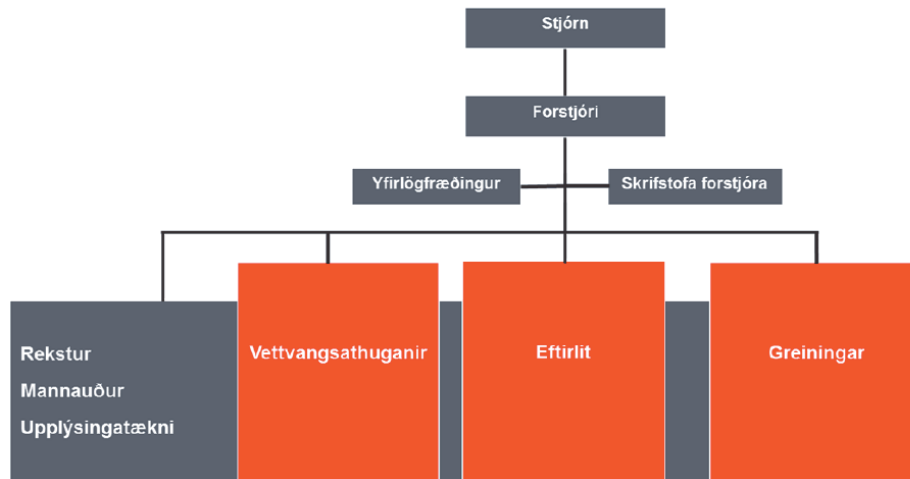 Stjórn
Forstjóri
Yfirlögfræðingur
Skrifstofa forstjóra
Rekstur
Mannauður
Upplýsingatækni
Vettvangsathuganir
Eftirlit
Greiningar